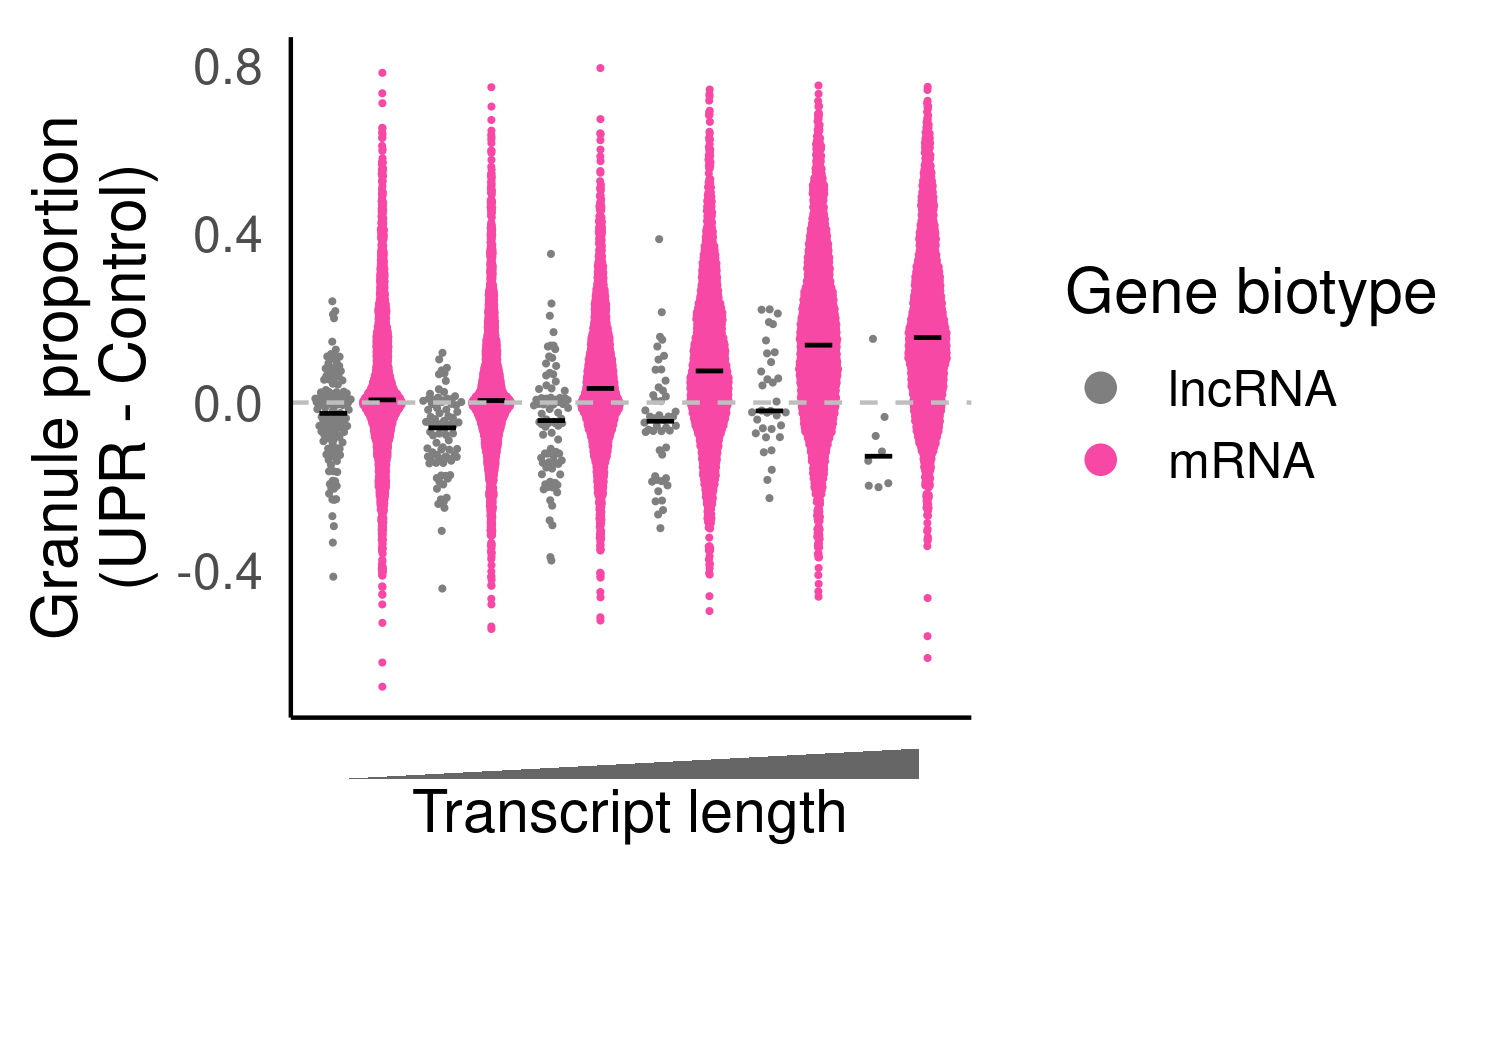 Granule proportion
(UPR - Control)
0.8
0.4
0.0
-0.4
Transcript length
Gene biotype
lncRNA
mRNA